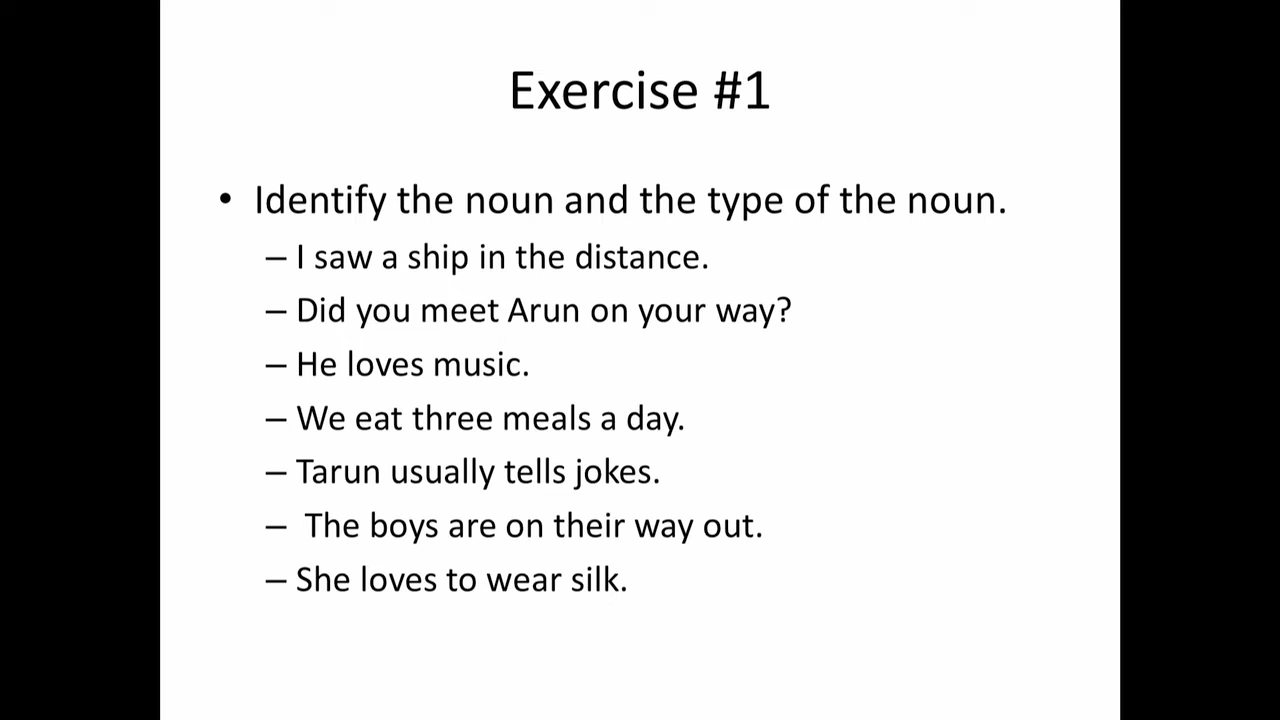 Exercise #1
• Identify the noun and the type of the noun.
– I saw a ship in the distance.
– Did you meet Arun on your way?
– He loves music.
– We eat three meals a day.
– Tarun usually tells jokes.
– The boys are on their way out.
– She loves to wear silk.